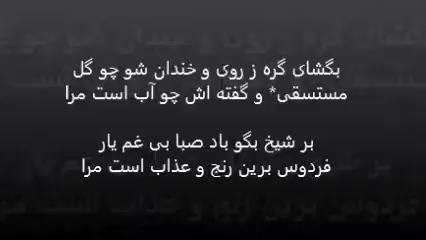 بگشای گره ز روی و خندان شو چو گل
مستسقی* و گفته اش چو آب است مرا
بر شیخ بگو باد صبا بی غم یار
فردوس برین رنج و عذاب است مرا